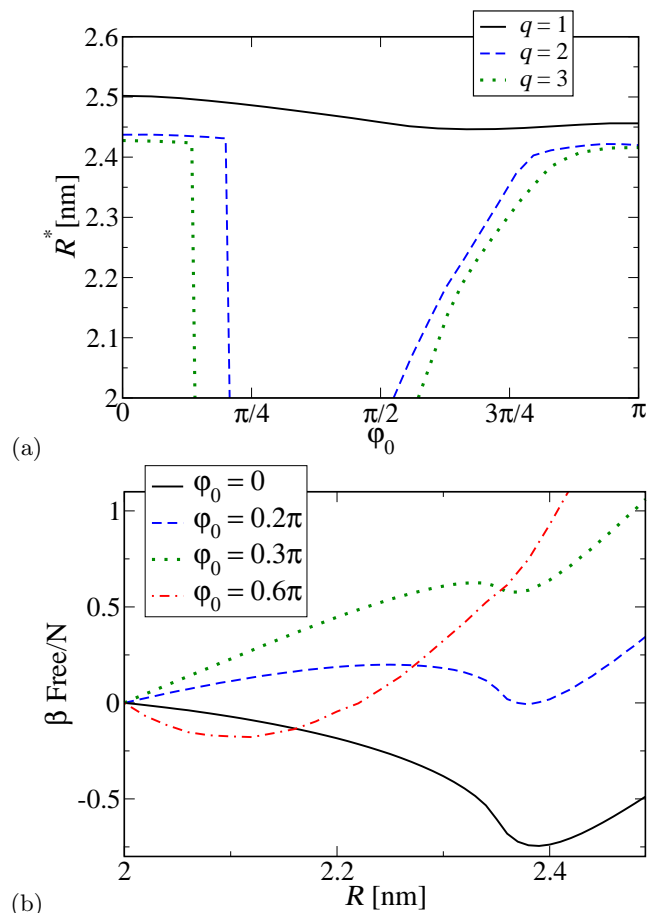 q = 1
q = 2
q = 3
2.6
2.5
2.4
2.3
2.2
2.1
2
R* [nm]
0
π/4
π/2
3π/4
π
φ₀
(a)
φ₀ = 0
φ₀ = 0.2π
φ₀ = 0.3π
φ₀ = 0.6π
1
0.5
0
-0.5
β Free/N
2
2.2
2.4
R [nm]
(b)